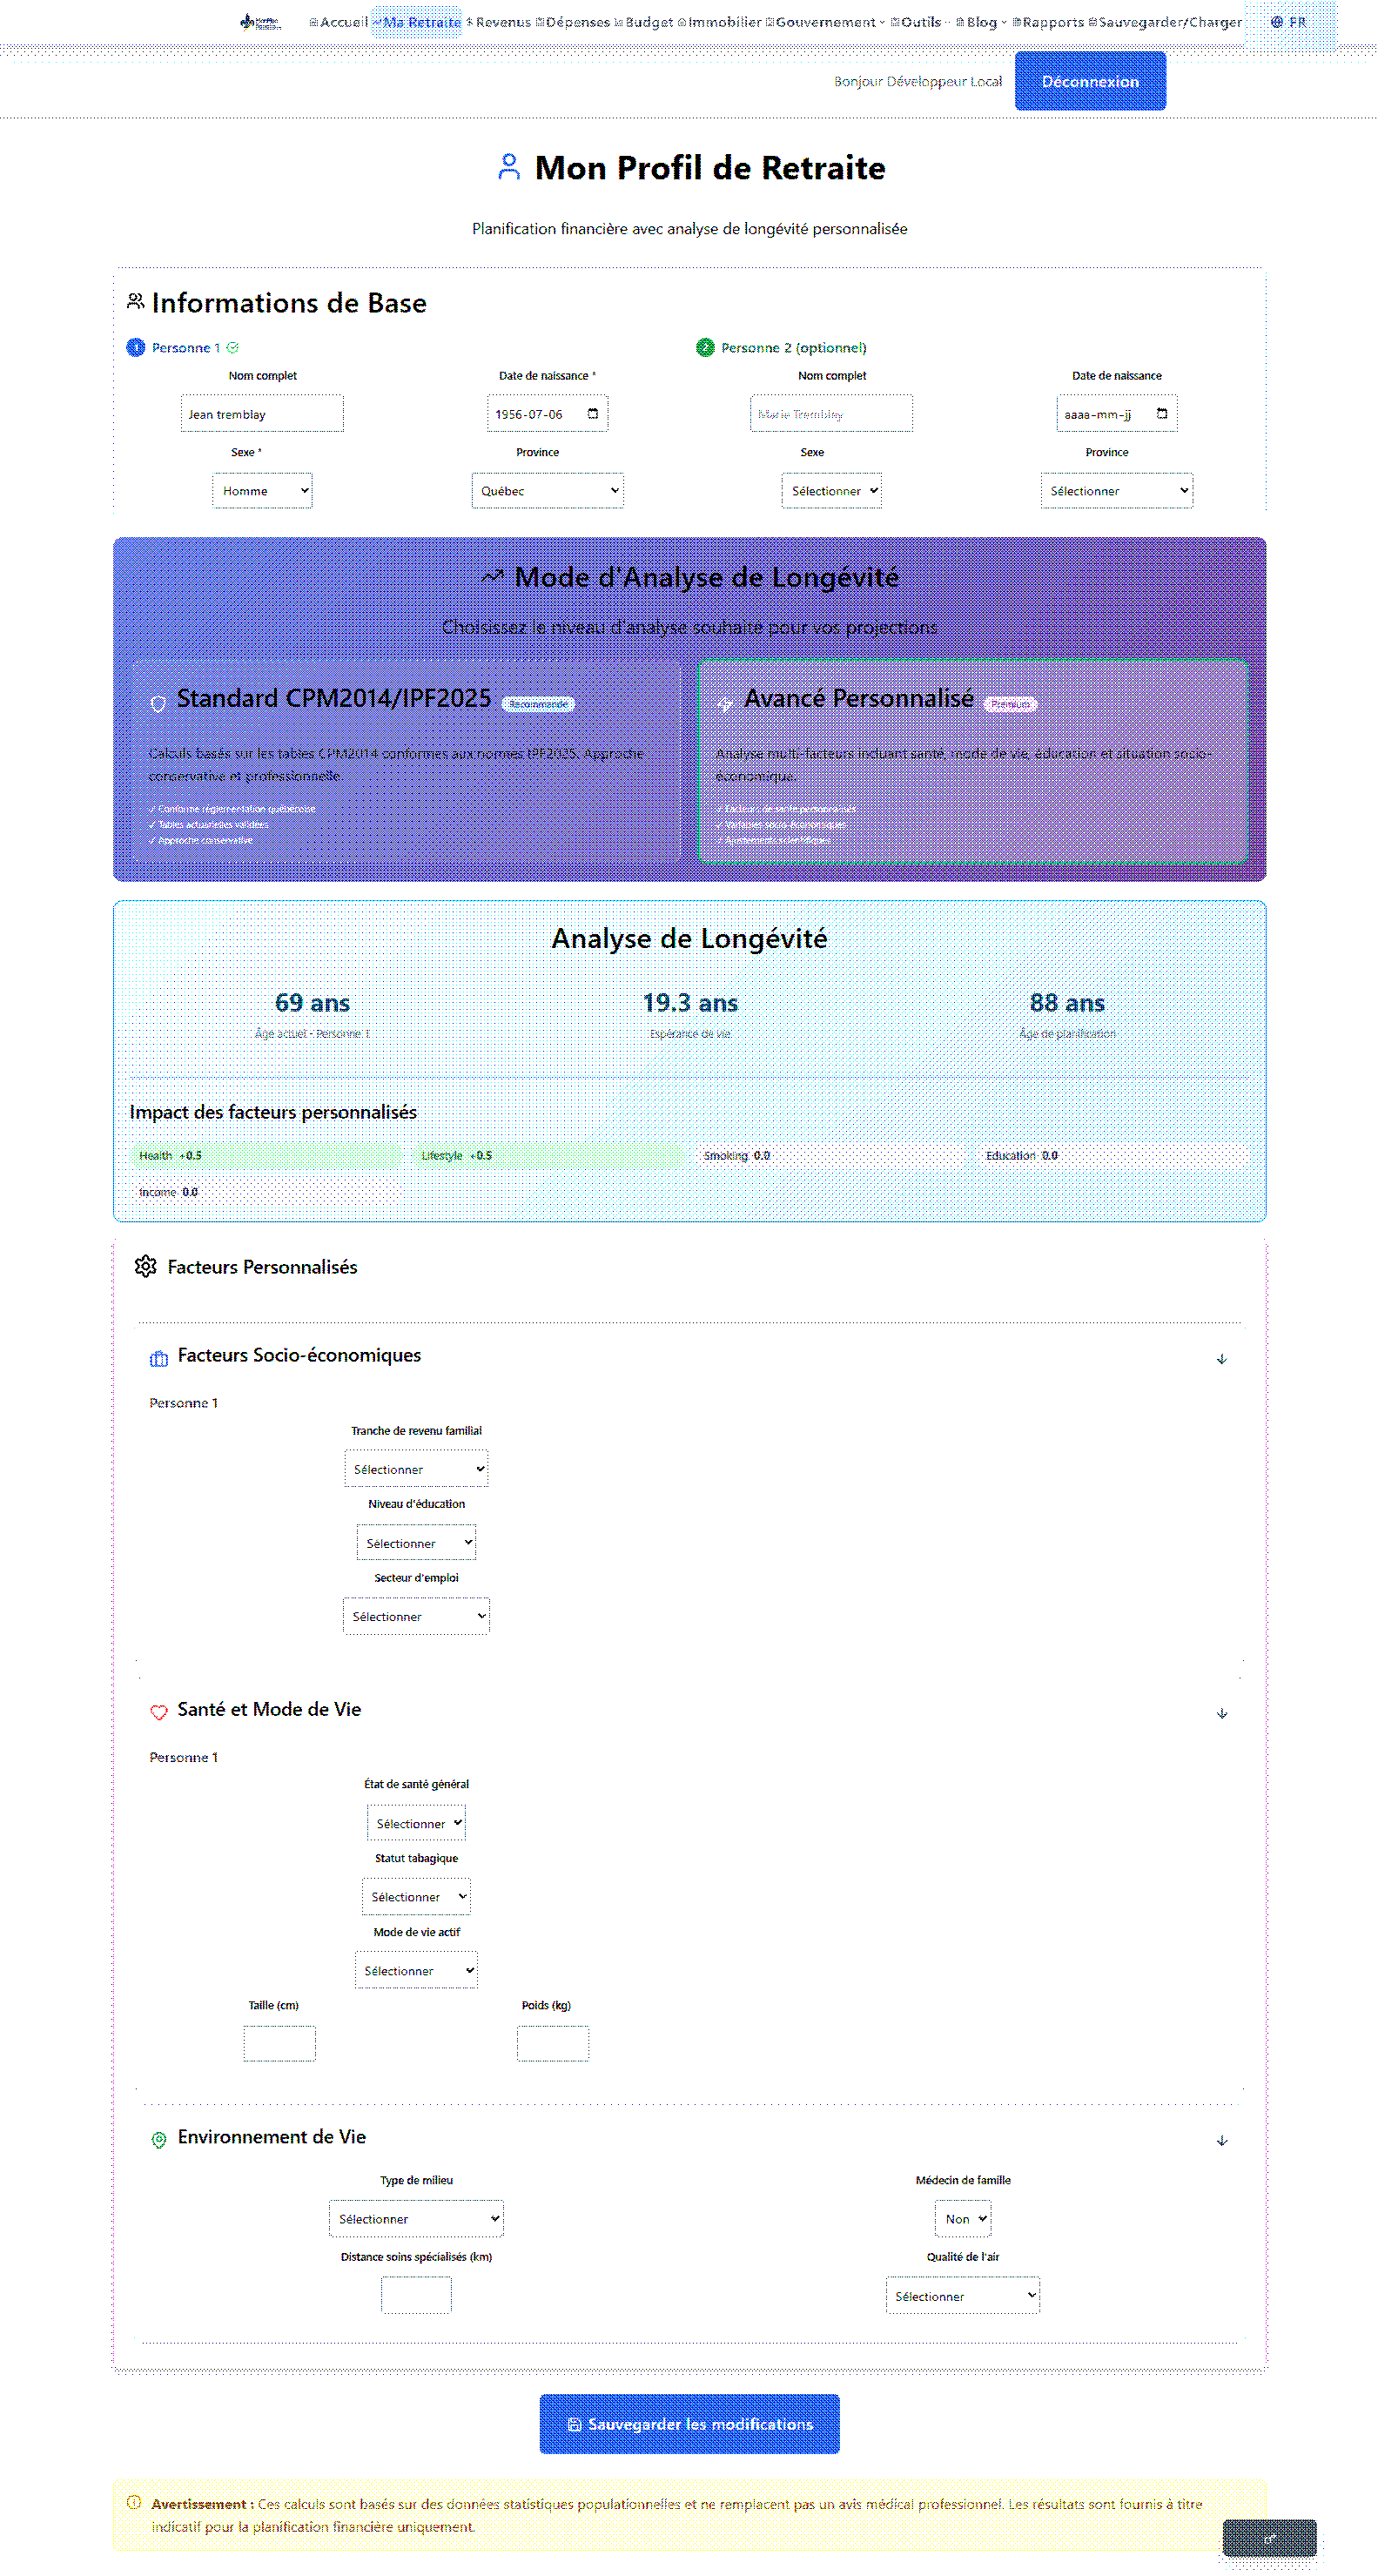 Accueil Ma Retraite $ Revenus Dépenses Budget Immobilier Gouvernement Outils Blog Rapports Sauvegarder/Charger FR
Bonjour Développeur Local Déconnexion
Mon Profil de Retraite
Planification financière avec analyse de longévité personnalisée
Informations de Base
1 Personne 1
2 Personne 2 (optionnel)
Nom complet Date de naissance * Nom complet Date de naissance
Jean tremblay 1956-07-06 Marie Tremblay aaaa-mm-jj
Sexe * Province Sexe Province
Homme Québec Sélectionner Sélectionner
Mode d'Analyse de Longévité
Choisissez le niveau d'analyse souhaité pour vos projections
Standard CPM2014/IPF2025 Recommandé
Calculs basés sur les tables CPM2014 conformes aux normes IPF2025. Approche
conservative et professionnelle.
✓ Conforme réglementation québécoise
✓ Tables actuarielles validées
✓ Approche conservative
Avancé Personnalisé Premium
Analyse multi-facteurs incluant santé, mode de vie, éducation et situation socio-
économique.
✓ Facteurs de santé personnalisés
✓ Variables socio-économiques
✓ Ajustements scientifiques
Analyse de Longévité
69 ans 19.3 ans 88 ans
Âge actuel - Personne 1 Espérance de vie Âge de planification
Impact des facteurs personnalisés
Health +0.5 Lifestyle +0.5 Smoking 0.0 Education 0.0
Income 0.0
Facteurs Personnalisés
Facteurs Socio-économiques
Personne 1
Tranche de revenu familial
Sélectionner
Niveau d'éducation
Sélectionner
Secteur d'emploi
Sélectionner
Santé et Mode de Vie
Personne 1
État de santé général
Sélectionner
Statut tabagique
Sélectionner
Mode de vie actif
Sélectionner
Taille (cm) Poids (kg)
Environnement de Vie
Type de milieu Médecin de famille
Sélectionner Non
Distance soins spécialisés (km) Qualité de l'air
Sélectionner
Sauvegarder les modifications
Avertissement : Ces calculs sont basés sur des données statistiques populationnelles et ne remplacent pas un avis médical professionnel. Les résultats sont fournis à titre
indicatif pour la planification financière uniquement.